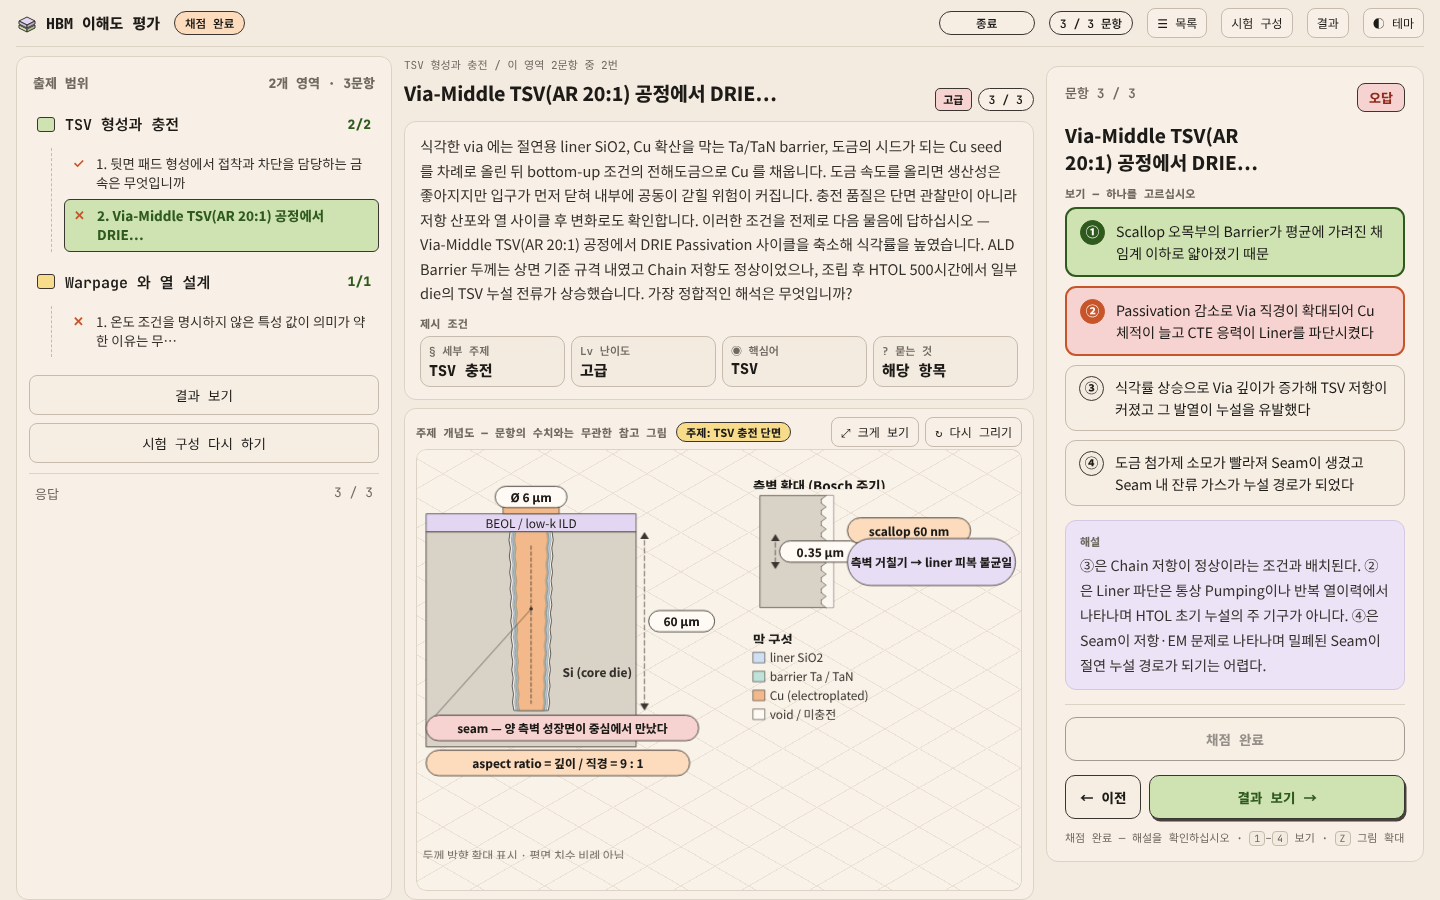 HBM 이해도 평가
채점 완료
종료
3 / 3 문항
☰ 목록
시험 구성
결과
◐ 테마
출제 범위
2개 영역 · 3문항
TSV 형성과 충전
2/2
✓ 1. 뒷면 패드 형성에서 접착과 차단을 담당하는 금
속은 무엇입니까
✕ 2. Via-Middle TSV(AR 20:1) 공정에서
DRIE…
Warpage 와 열 설계
1/1
✕ 1. 온도 조건을 명시하지 않은 특성 값이 의미가 약
한 이유는 무…
결과 보기
시험 구성 다시 하기
응답
3 / 3
TSV 형성과 충전 / 이 영역 2문항 중 2번
Via-Middle TSV(AR 20:1) 공정에서 DRIE…
고급
3 / 3
식각한 via 에는 절연용 liner SiO2, Cu 확산을 막는 Ta/TaN barrier, 도금의 시드가 되는 Cu seed
를 차례로 올린 뒤 bottom-up 조건의 전해도금으로 Cu 를 채웁니다. 도금 속도를 올리면 생산성은
좋아지지만 입구가 먼저 닫혀 내부에 공동이 갇힐 위험이 커집니다. 충전 품질은 단면 관찰만이 아니라
저항 산포와 열 사이클 후 변화로도 확인합니다. 이러한 조건을 전제로 다음 물음에 답하십시오 —
Via-Middle TSV(AR 20:1) 공정에서 DRIE Passivation 사이클을 축소해 식각률을 높였습니다. ALD
Barrier 두께는 상면 기준 규격 내였고 Chain 저항도 정상이었으나, 조립 후 HTOL 500시간에서 일부
die의 TSV 누설 전류가 상승했습니다. 가장 정합적인 해석은 무엇입니까?
제시 조건
§ 세부 주제
TSV 충전
Lv 난이도
고급
◉ 핵심어
TSV
? 묻는 것
해당 항목
주제 개념도 — 문항의 수치와는 무관한 참고 그림
주제: TSV 충전 단면
⤢ 크게 보기
↻ 다시 그리기
Ø 6 µm
BEOL / low-k ILD
60 µm
Si (core die)
seam — 양 측벽 성장면이 중심에서 만났다
aspect ratio = 깊이 / 직경 = 9 : 1
측벽 확대 (Bosch 주기)
scallop 60 nm
0.35 µm
측벽 거칠기 → liner 피복 불균일
막 구성
liner SiO2
barrier Ta / TaN
Cu (electroplated)
void / 미충전
두께 방향 확대 표시 · 평면 치수 비례 아님
문항 3 / 3
오답
Via-Middle TSV(AR
20:1) 공정에서 DRIE…
보기 — 하나를 고르십시오
① Scallop 오목부의 Barrier가 평균에 가려진 채
임계 이하로 얇아졌기 때문
② Passivation 감소로 Via 직경이 확대되어 Cu
체적이 늘고 CTE 응력이 Liner를 파단시켰다
③ 식각률 상승으로 Via 깊이가 증가해 TSV 저항이
커졌고 그 발열이 누설을 유발했다
④ 도금 첨가제 소모가 빨라져 Seam이 생겼고
Seam 내 잔류 가스가 누설 경로가 되었다
해설
③은 Chain 저항이 정상이라는 조건과 배치된다. ②
은 Liner 파단은 통상 Pumping이나 반복 열이력에서
나타나며 HTOL 초기 누설의 주 기구가 아니다. ④은
Seam이 저항·EM 문제로 나타나며 밀폐된 Seam이
절연 누설 경로가 되기는 어렵다.
채점 완료
← 이전
결과 보기 →
채점 완료 — 해설을 확인하십시오 · 1–4 보기 · Z 그림 확대